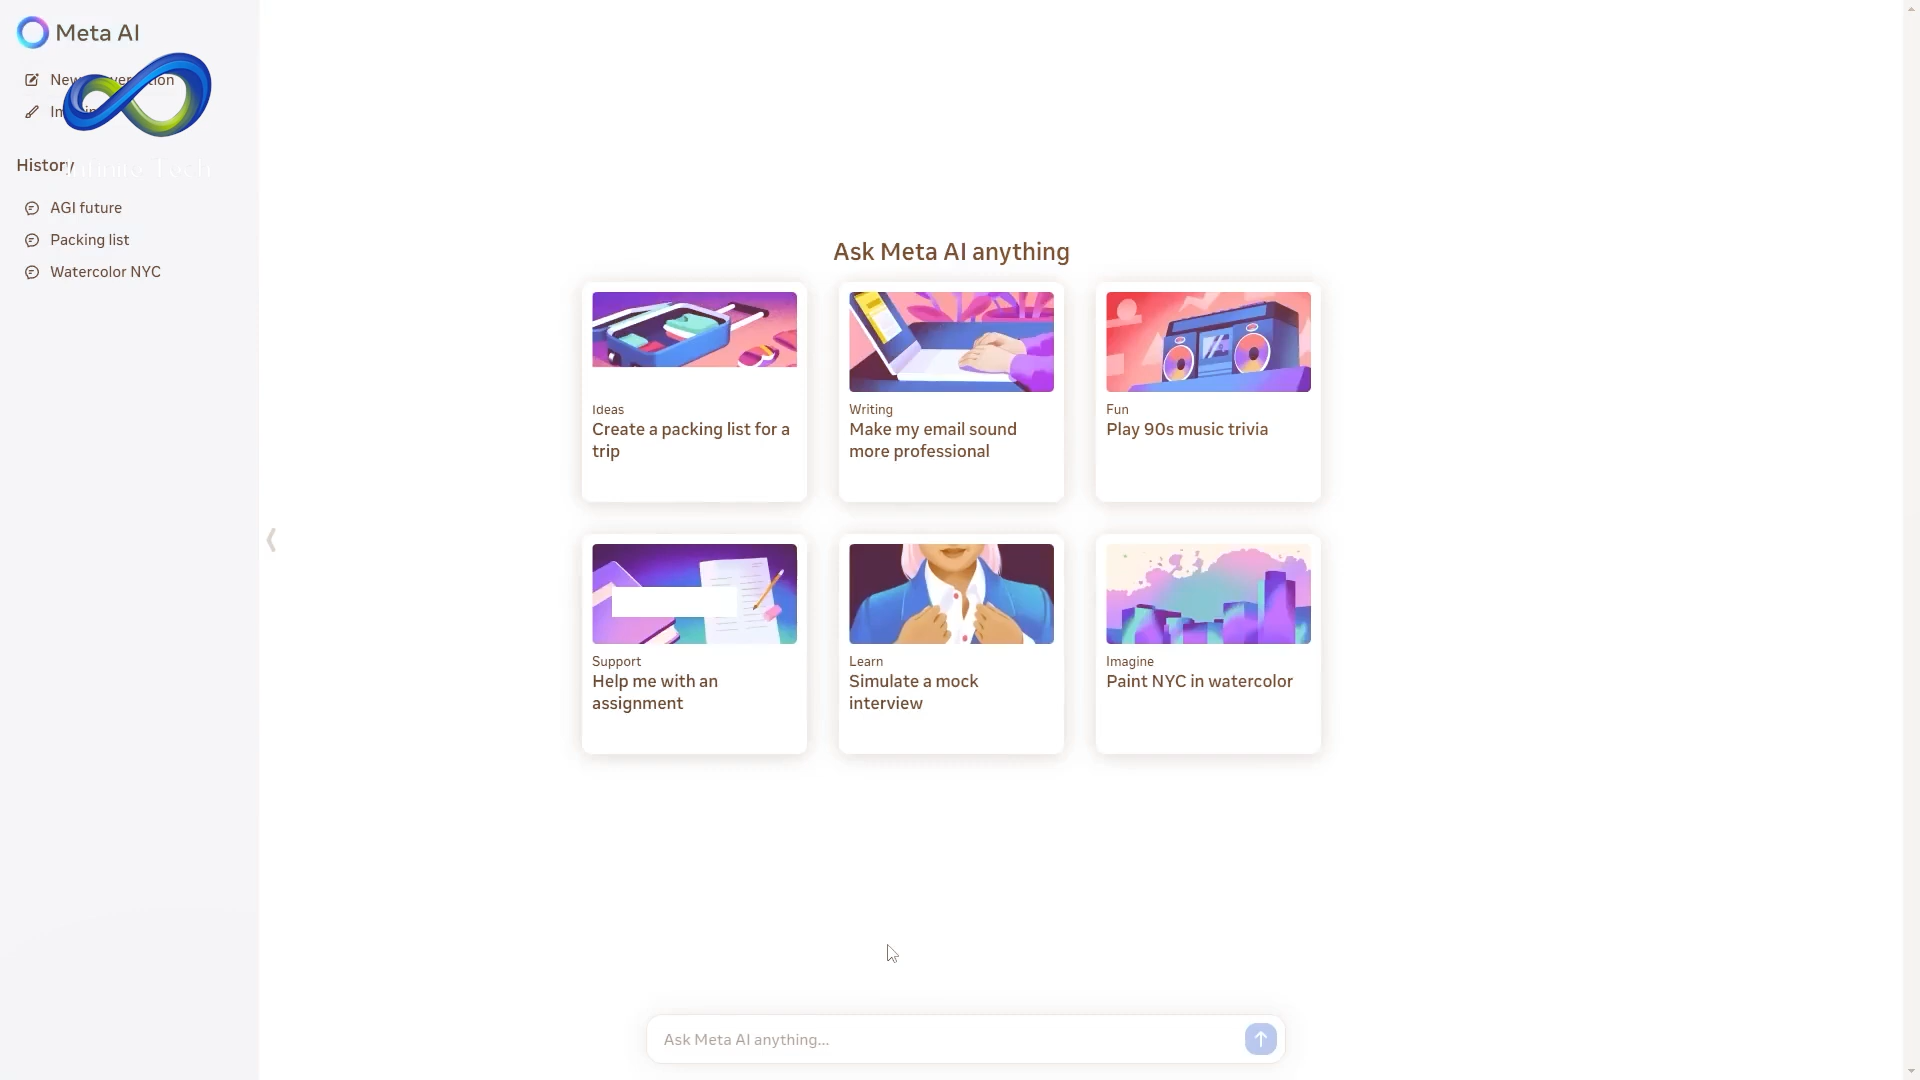 Meta AI
History
AGI future
Packing list
Watercolor NYC
Ask Meta AI anything
Ideas
Create a packing list for a
trip
Writing
Make my email sound
more professional
Fun
Play 90s music trivia
Support
Help me with an
assignment
Learn
Simulate a mock
interview
Imagine
Paint NYC in watercolor
Ask Meta AI anything...